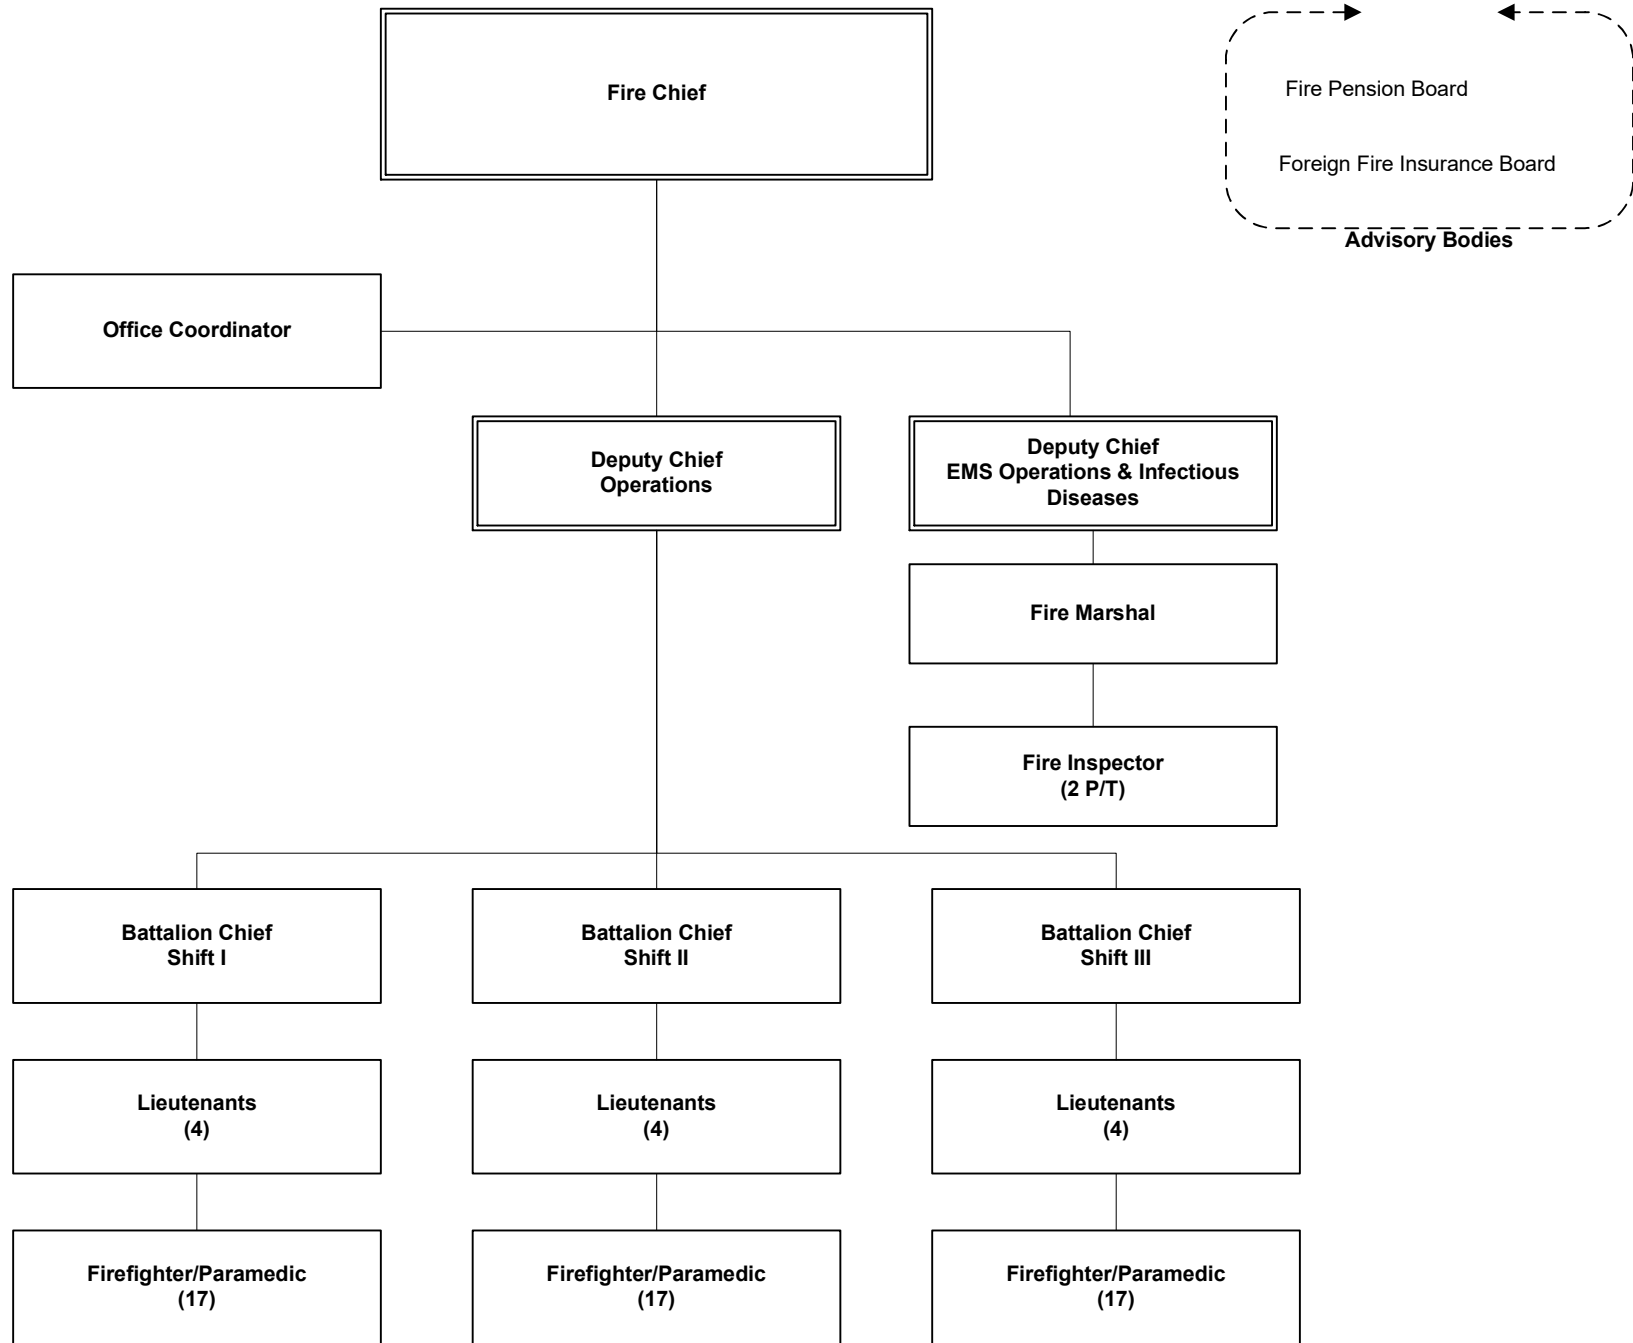 Fire Chief
Fire Pension Board
Foreign Fire Insurance Board
Advisory Bodies
Office Coordinator
Deputy Chief
Operations
Deputy Chief
EMS Operations & Infectious
Diseases
Fire Marshal
Fire Inspector
(2 P/T)
Battalion Chief
Shift I
Battalion Chief
Shift II
Battalion Chief
Shift III
Lieutenants
(4)
Lieutenants
(4)
Lieutenants
(4)
Firefighter/Paramedic
(17)
Firefighter/Paramedic
(17)
Firefighter/Paramedic
(17)